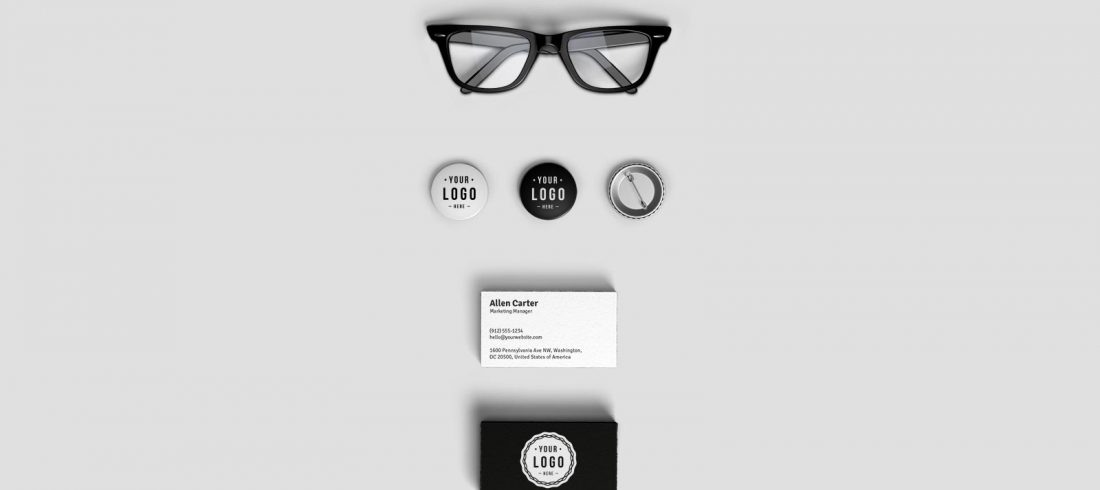 • YOUR •
LOGO
– HERE –
• YOUR •
LOGO
– HERE –
Allen Carter
Marketing Manager
(912) 555-1234
hello@yourwebsite.com
1600 Pennsylvania Ave NW, Washington,
DC 20500, United States of America
• YOUR •
LOGO
– HERE –